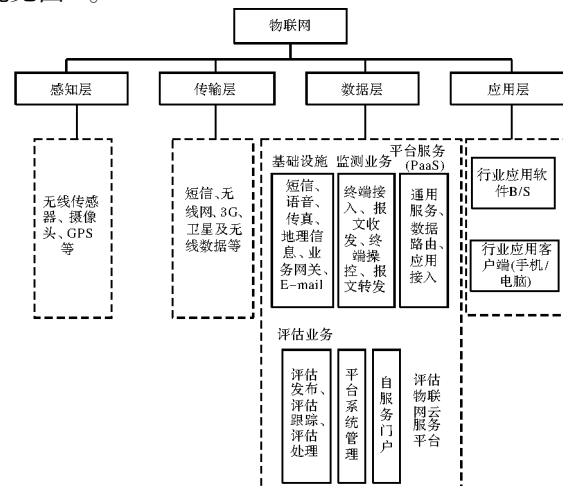 物联网
感知层
传输层
数据层
应用层
无线传感
器、摄像
头、GPS
等
短信、无
线网、3G、
卫星及无
线数据等
基础设施
监测业务
平台服务
(PaaS)
短信、
语音、
传真、
地理信
息、业
务网关、
E-mail
终端接
入、报
文收
发、终
端操
控、报
文转发
通用
服务、
数据
路由、
应用
接入
行业应用软
件B/S
行业应用客
户端(手机/
电脑)
评估业务
评估
发布、
评估
跟踪、
评估
处理
平台系统管理
自服务门户
评估
物联
网云
服务
平台